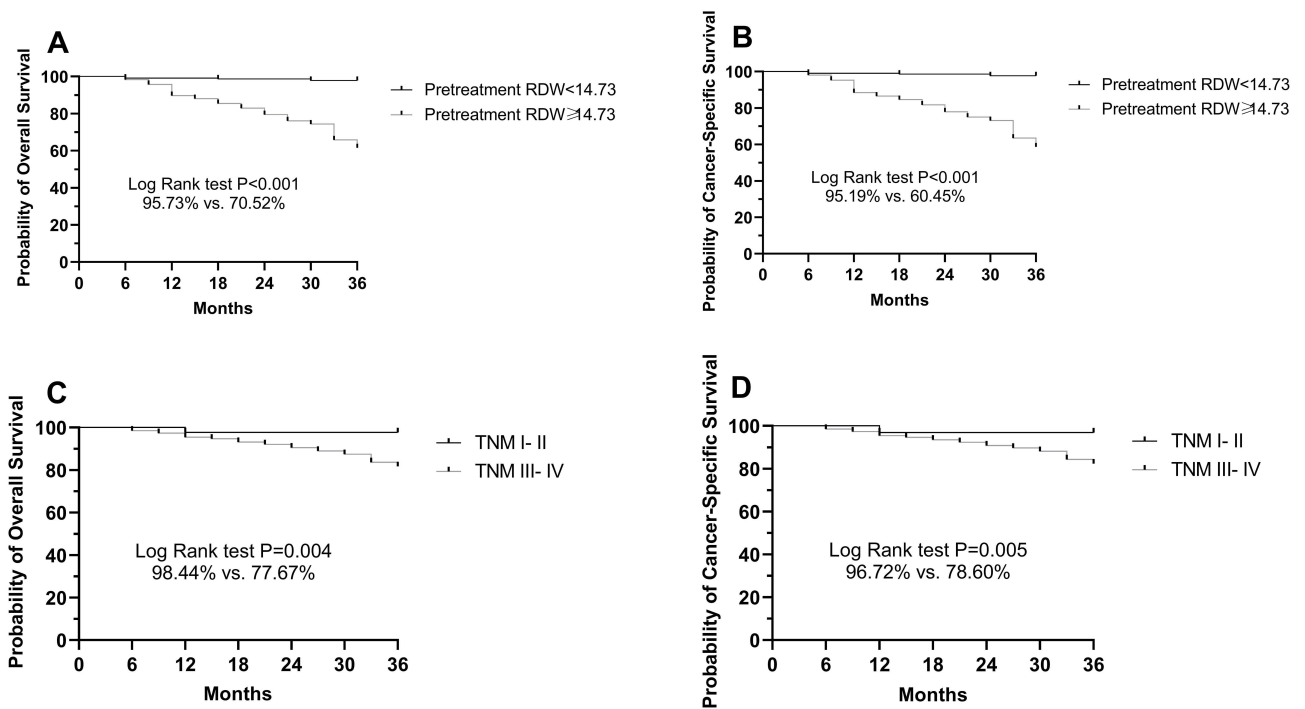 A
Probability of Overall Survival
100
80
60
40
20
0
0 6 12 18 24 30 36
Months
Log Rank test P<0.001
95.73% vs. 70.52%
Pretreatment RDW<14.73
Pretreatment RDW⩾14.73
B
Probability of Cancer-Specific Survival
100
80
60
40
20
0
0 6 12 18 24 30 36
Months
Log Rank test P<0.001
95.19% vs. 60.45%
Pretreatment RDW<14.73
Pretreatment RDW⩾14.73
C
Probability of Overall Survival
100
80
60
40
20
0
0 6 12 18 24 30 36
Months
Log Rank test P=0.004
98.44% vs. 77.67%
TNM I- II
TNM III- IV
D
Probability of Cancer-Specific Survival
100
80
60
40
20
0
0 6 12 18 24 30 36
Months
Log Rank test P=0.005
96.72% vs. 78.60%
TNM I- II
TNM III- IV